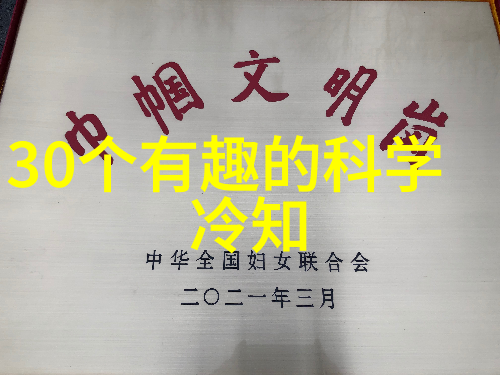 巾帼文明岗
30个有趣的科学
冷知
中华全国妇女联合会
二〇二一年三月